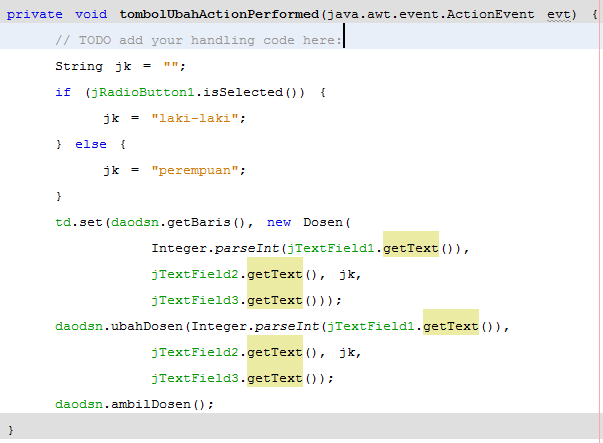 private void tombolUbahActionPerformed(java.awt.event.ActionEvent evt) {
// TODO add your handling code here:
String jk = "";
if (jRadioButton1.isSelected()) {
jk = "laki-laki";
} else {
jk = "perempuan";
}
td.set(daodsn.getBaris(), new Dosen(
Integer.parseInt(jTextField1.getText()),
jTextField2.getText(), jk,
jTextField3.getText()));
daodsn.ubahDosen(Integer.parseInt(jTextField1.getText()),
jTextField2.getText(), jk,
jTextField3.getText());
daodsn.ambilDosen();
}